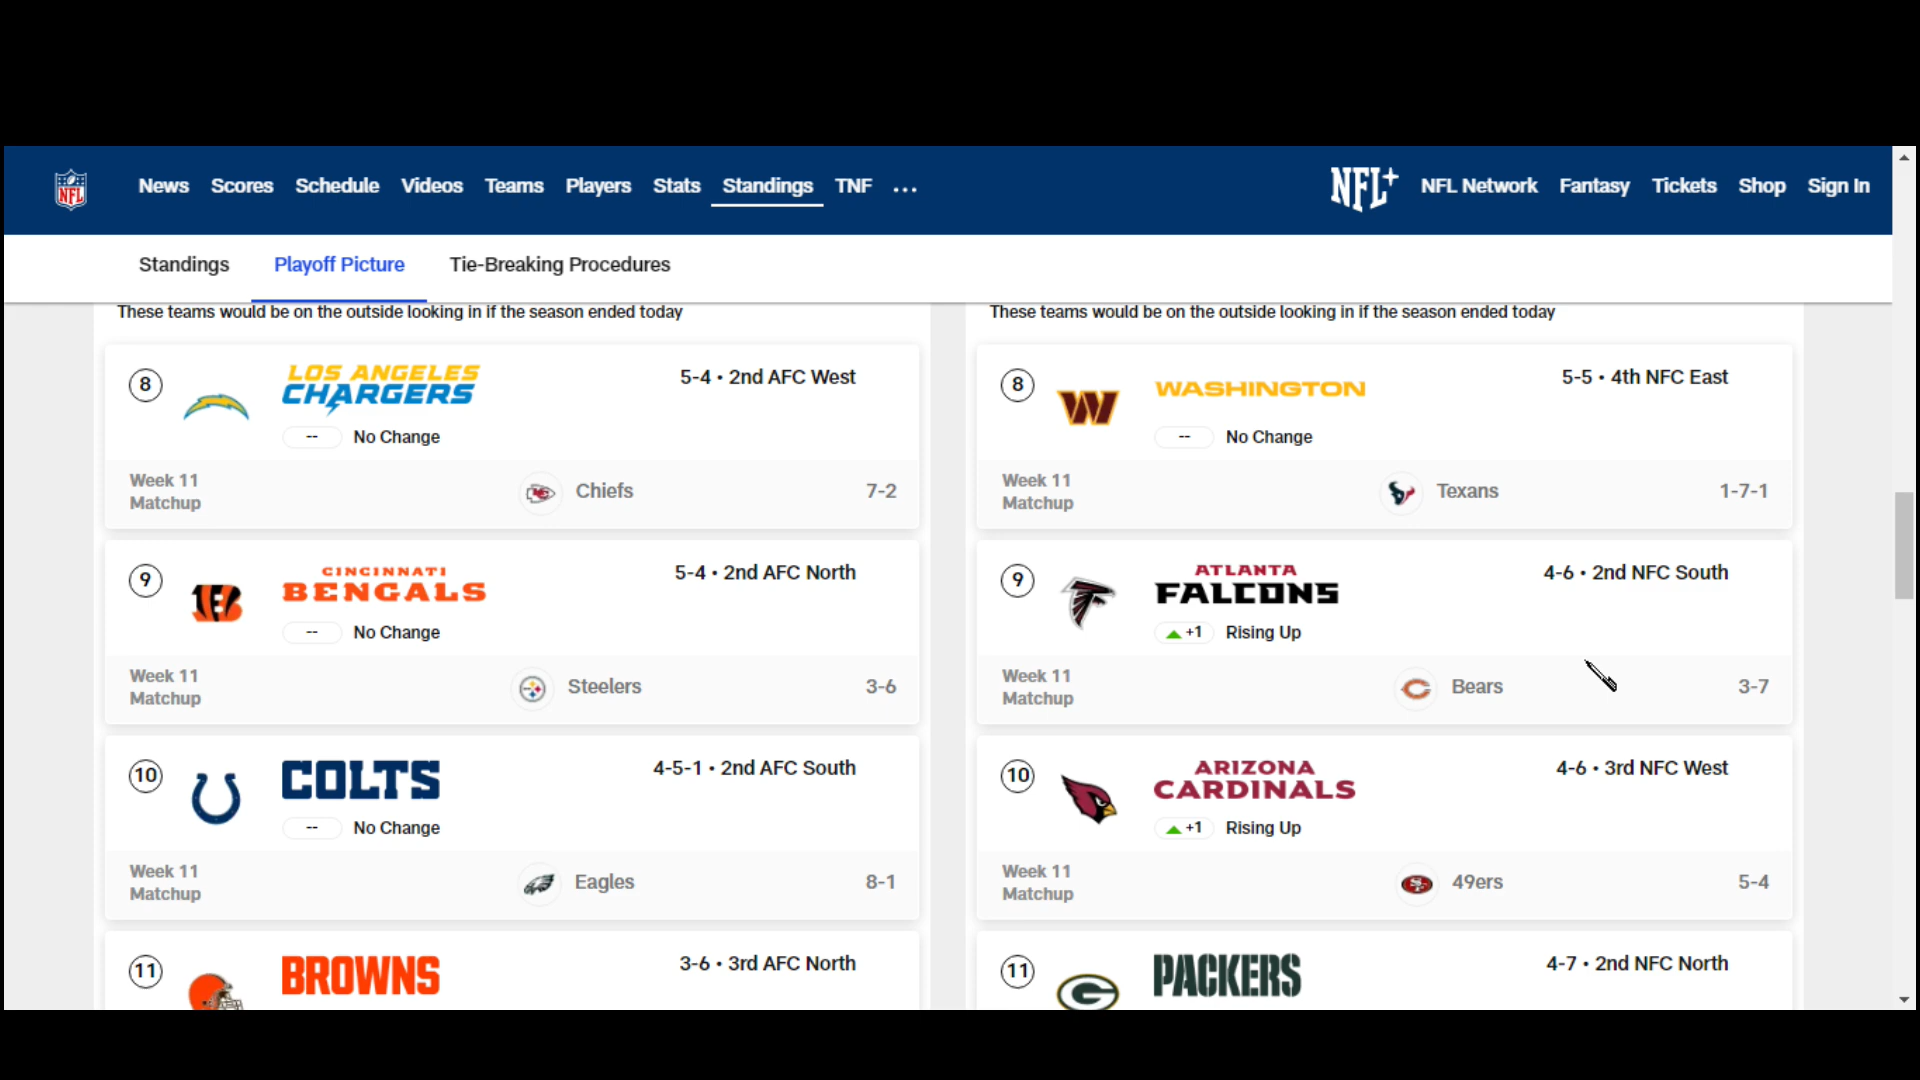 NFL
News Scores Schedule Videos Teams Players Stats Standings TNF ...
NFL+ NFL Network Fantasy Tickets Shop Sign In
Standings Playoff Picture Tie-Breaking Procedures
These teams would be on the outside looking in if the season ended today
8
LOS ANGELES
CHARGERS
5-4 • 2nd AFC West
-- No Change
Week 11
Matchup
Chiefs
7-2
9
CINCINNATI
BENGALS
5-4 • 2nd AFC North
-- No Change
Week 11
Matchup
Steelers
3-6
10
COLTS
4-5-1 • 2nd AFC South
-- No Change
Week 11
Matchup
Eagles
8-1
11
BROWNS
3-6 • 3rd AFC North
These teams would be on the outside looking in if the season ended today
8
W
WASHINGTON
5-5 • 4th NFC East
-- No Change
Week 11
Matchup
Texans
1-7-1
9
ATLANTA
FALCONS
4-6 • 2nd NFC South
+1 Rising Up
Week 11
Matchup
Bears
3-7
10
ARIZONA
CARDINALS
4-6 • 3rd NFC West
+1 Rising Up
Week 11
Matchup
49ers
5-4
11
G
PACKERS
4-7 • 2nd NFC North